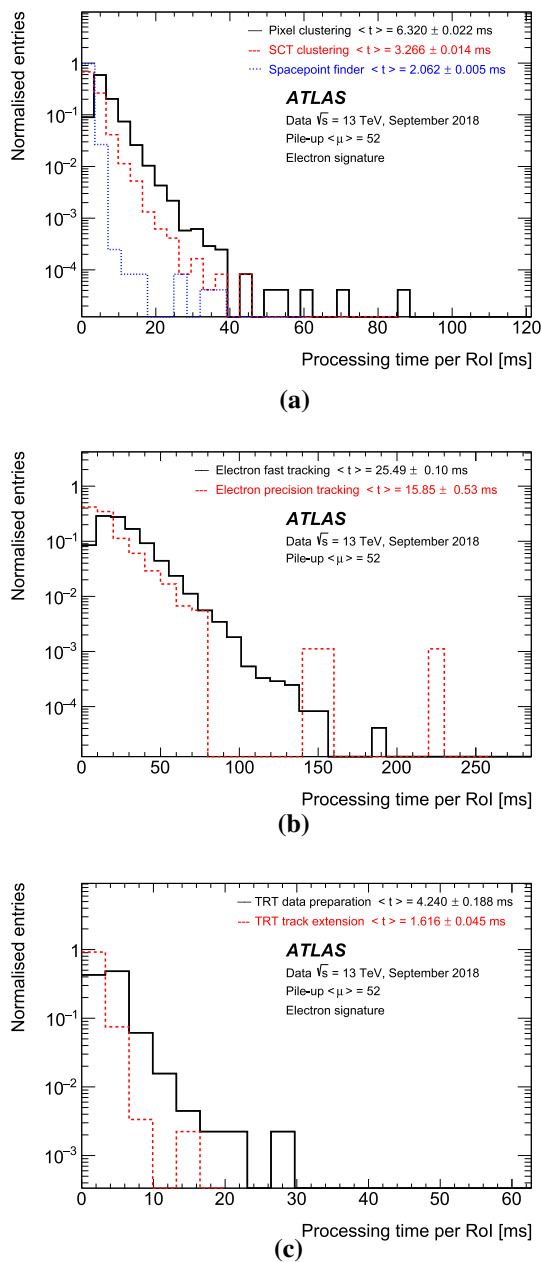 Normalised entries
Pixel clustering < t > = 6.320 ± 0.022 ms
SCT clustering < t > = 3.266 ± 0.014 ms
Spacepoint finder < t > = 2.062 ± 0.005 ms
ATLAS
Data √s = 13 TeV, September 2018
Pile-up <μ> = 52
Electron signature
1
10⁻¹
10⁻²
10⁻³
10⁻⁴
0 20 40 60 80 100 120
Processing time per RoI [ms]
(a)
Normalised entries
Electron fast tracking < t > = 25.49 ± 0.10 ms
Electron precision tracking < t > = 15.85 ± 0.53 ms
ATLAS
Data √s = 13 TeV, September 2018
Pile-up <μ> = 52
1
10⁻¹
10⁻²
10⁻³
10⁻⁴
0 50 100 150 200 250
Processing time per RoI [ms]
(b)
Normalised entries
TRT data preparation < t > = 4.240 ± 0.188 ms
TRT track extension < t > = 1.616 ± 0.045 ms
ATLAS
Data √s = 13 TeV, September 2018
Pile-up <μ> = 52
Electron signature
1
10⁻¹
10⁻²
10⁻³
0 10 20 30 40 50 60
Processing time per RoI [ms]
(c)